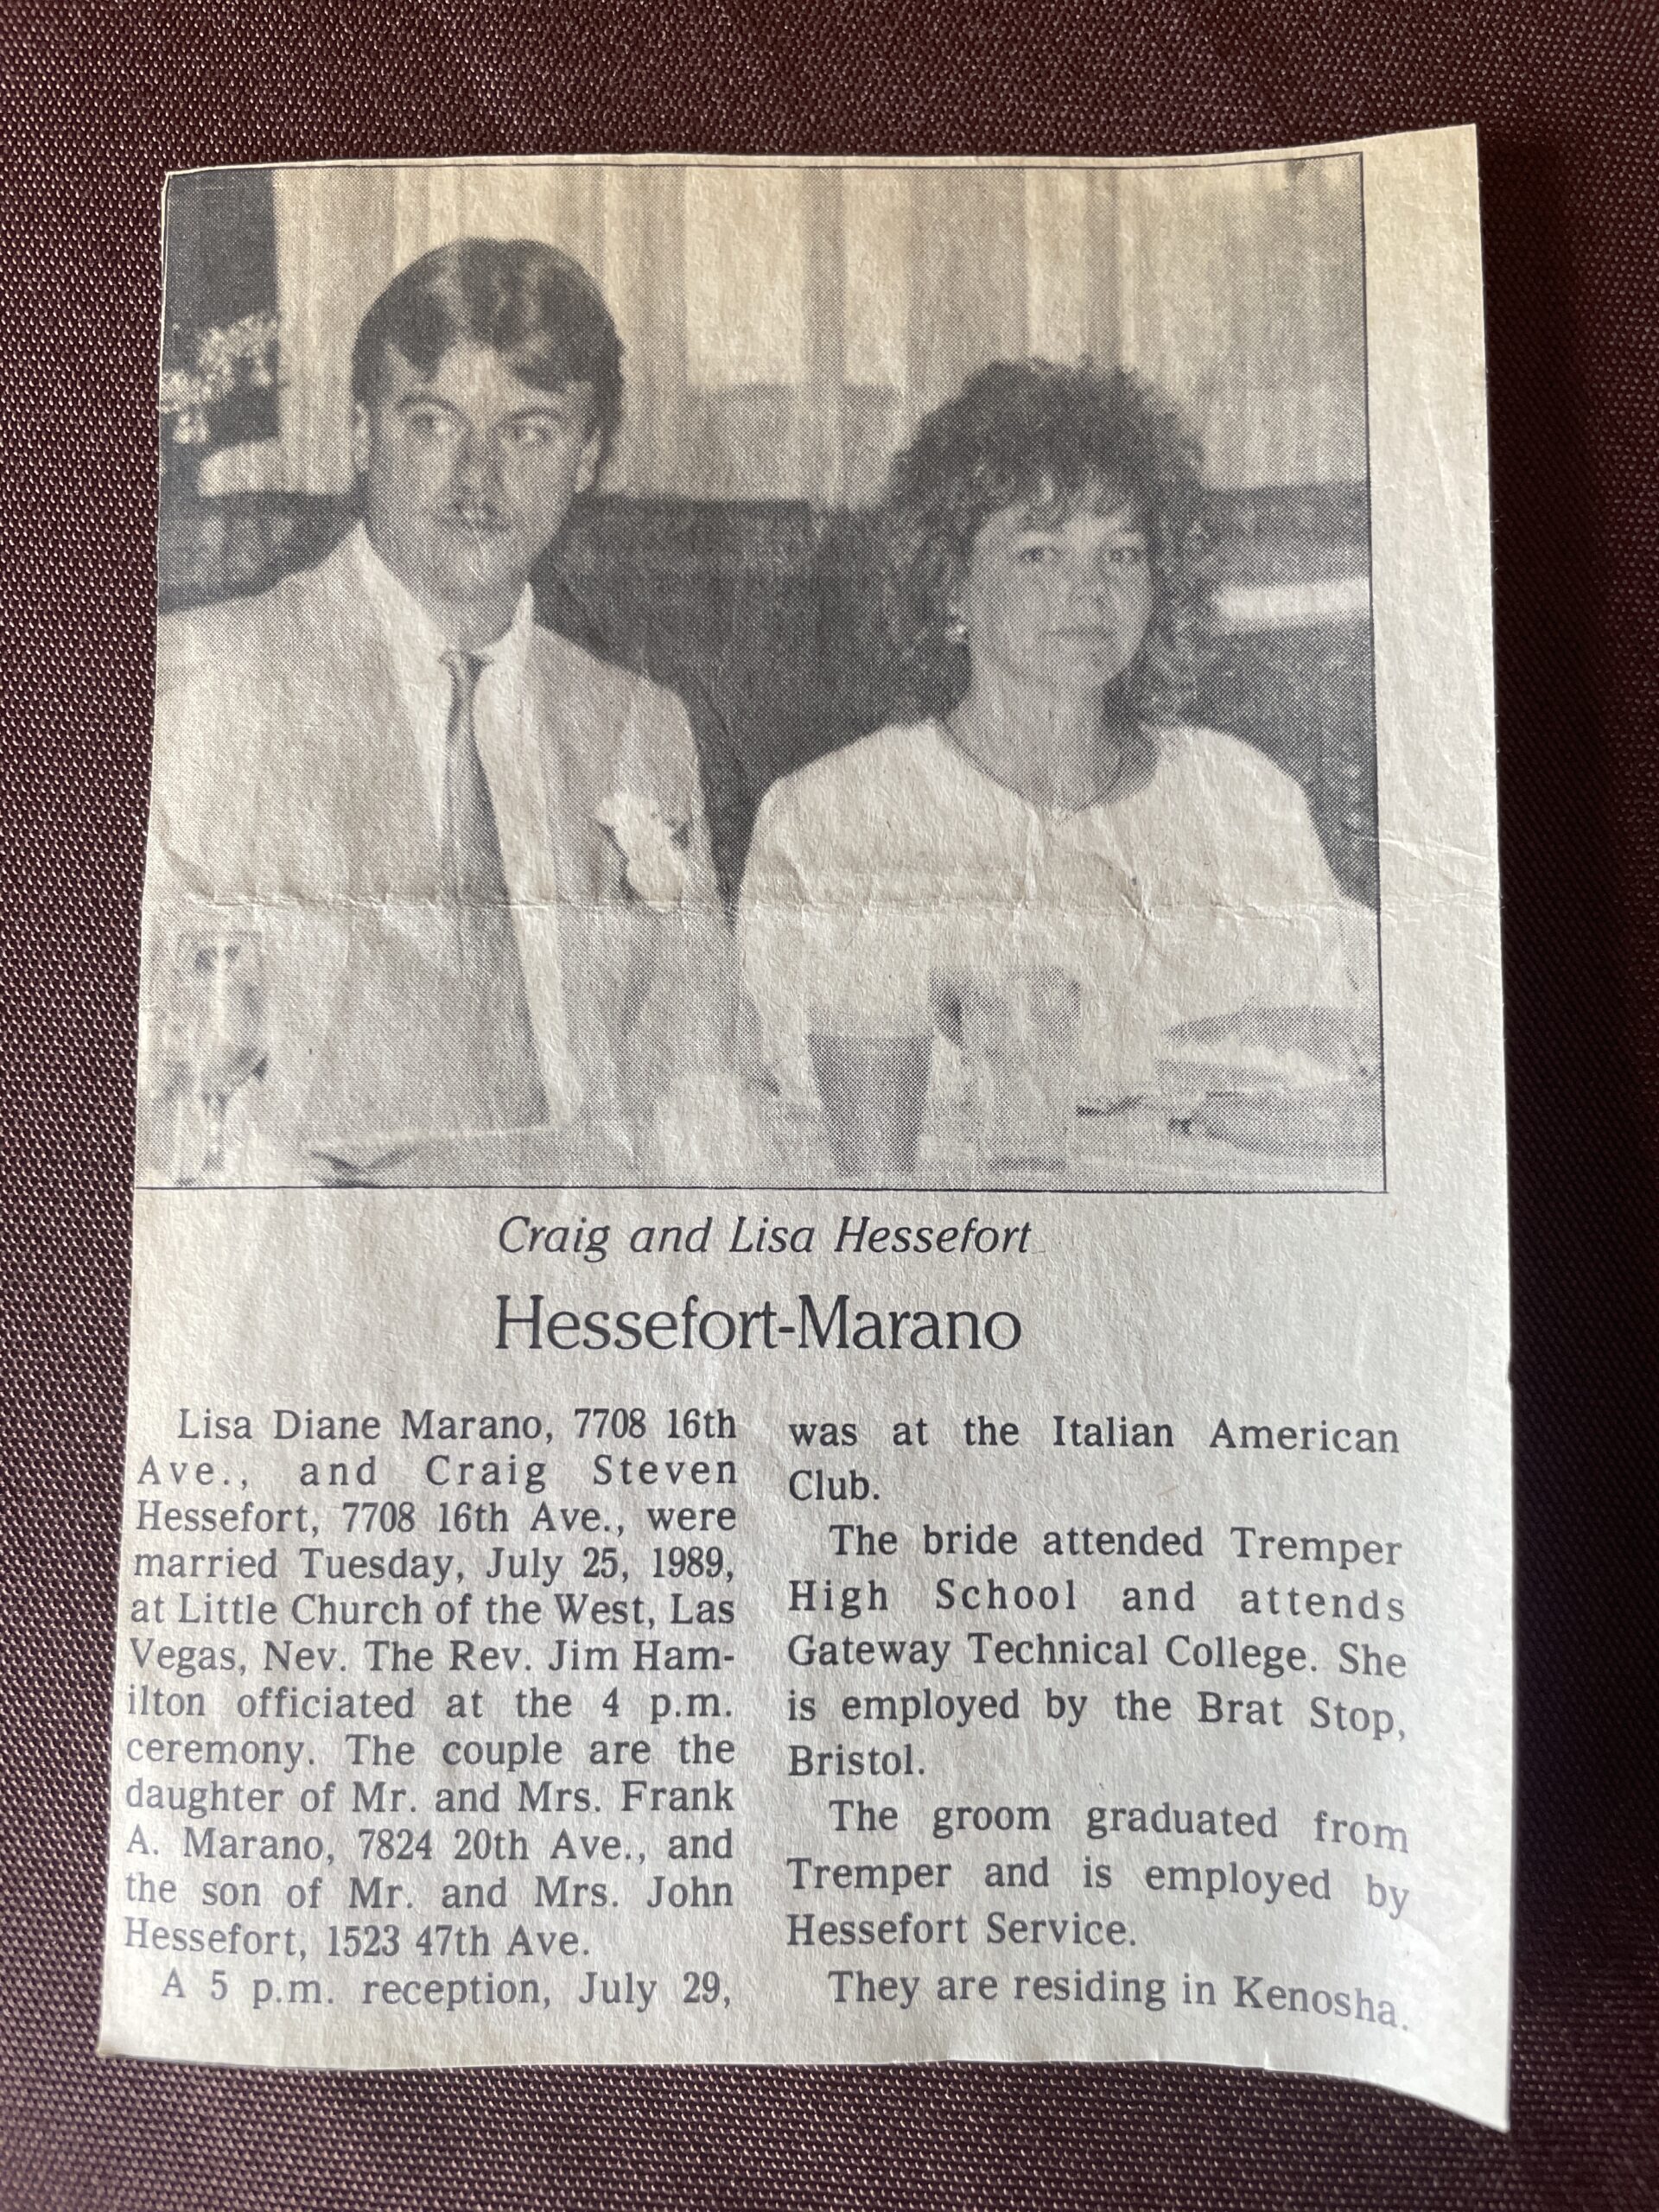 Craig and Lisa Hessefort
Hessefort-Marano
Lisa Diane Marano, 7708 16th
Ave., and Craig Steven
Hessefort, 7708 16th Ave., were
married Tuesday, July 25, 1989,
at Little Church of the West, Las
Vegas, Nev. The Rev. Jim Ham-
ilton officiated at the 4 p.m.
ceremony. The couple are the
daughter of Mr. and Mrs. Frank
A. Marano, 7824 20th Ave., and
the son of Mr. and Mrs. John
Hessefort, 1523 47th Ave.
A 5 p.m. reception, July 29,
was at the Italian American
Club.
The bride attended Tremper
High School and attends
Gateway Technical College. She
is employed by the Brat Stop,
Bristol.
The groom graduated from
Tremper and is employed by
Hessefort Service.
They are residing in Kenosha.